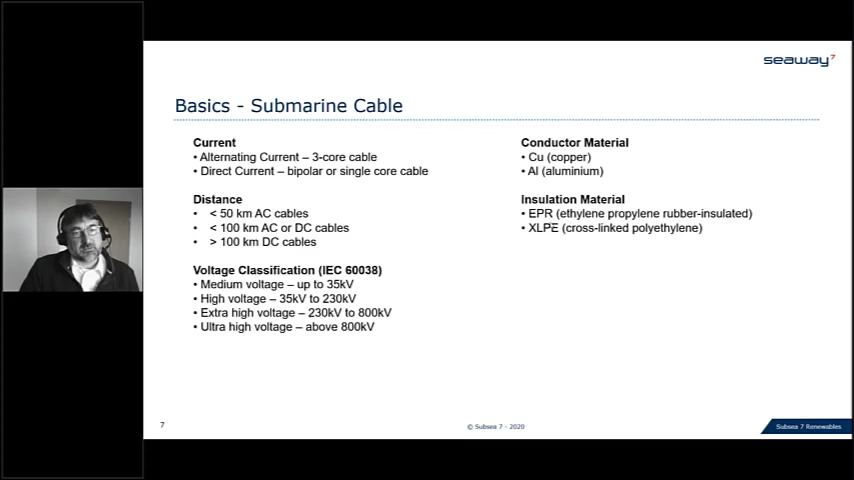 seaway7
Basics - Submarine Cable
Current
• Alternating Current – 3-core cable
• Direct Current – bipolar or single core cable
Distance
• < 50 km AC cables
• < 100 km AC or DC cables
• > 100 km DC cables
Voltage Classification (IEC 60038)
• Medium voltage – up to 35kV
• High voltage – 35kV to 230kV
• Extra high voltage – 230kV to 800kV
• Ultra high voltage – above 800kV
Conductor Material
• Cu (copper)
• Al (aluminium)
Insulation Material
• EPR (ethylene propylene rubber-insulated)
• XLPE (cross-linked polyethylene)
7
© Subsea 7 - 2020
Subsea 7 Renewables